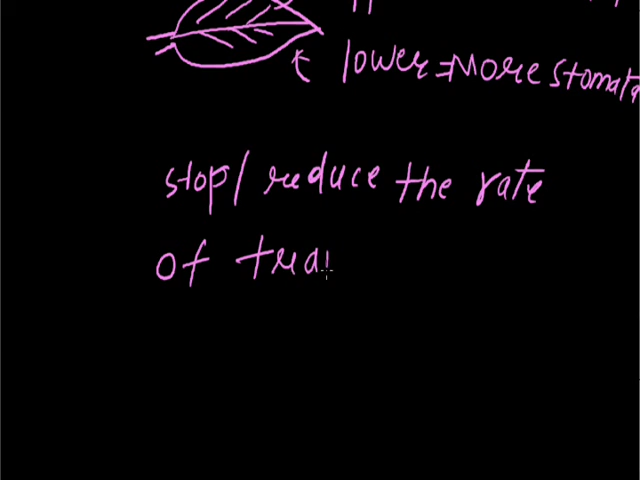 lower=More stomata
stop/ reduce the rate
of tra